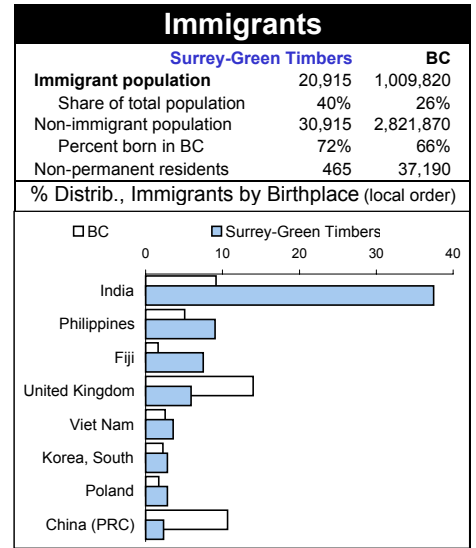 Immigrants
Surrey-Green Timbers BC
Immigrant population 20,915 1,009,820
Share of total population 40% 26%
Non-immigrant population 30,915 2,821,870
Percent born in BC 72% 66%
Non-permanent residents 465 37,190
% Distrib., Immigrants by Birthplace (local order)
BC Surrey-Green Timbers
0 10 20 30 40
India
Philippines
Fiji
United Kingdom
Viet Nam
Korea, South
Poland
China (PRC)